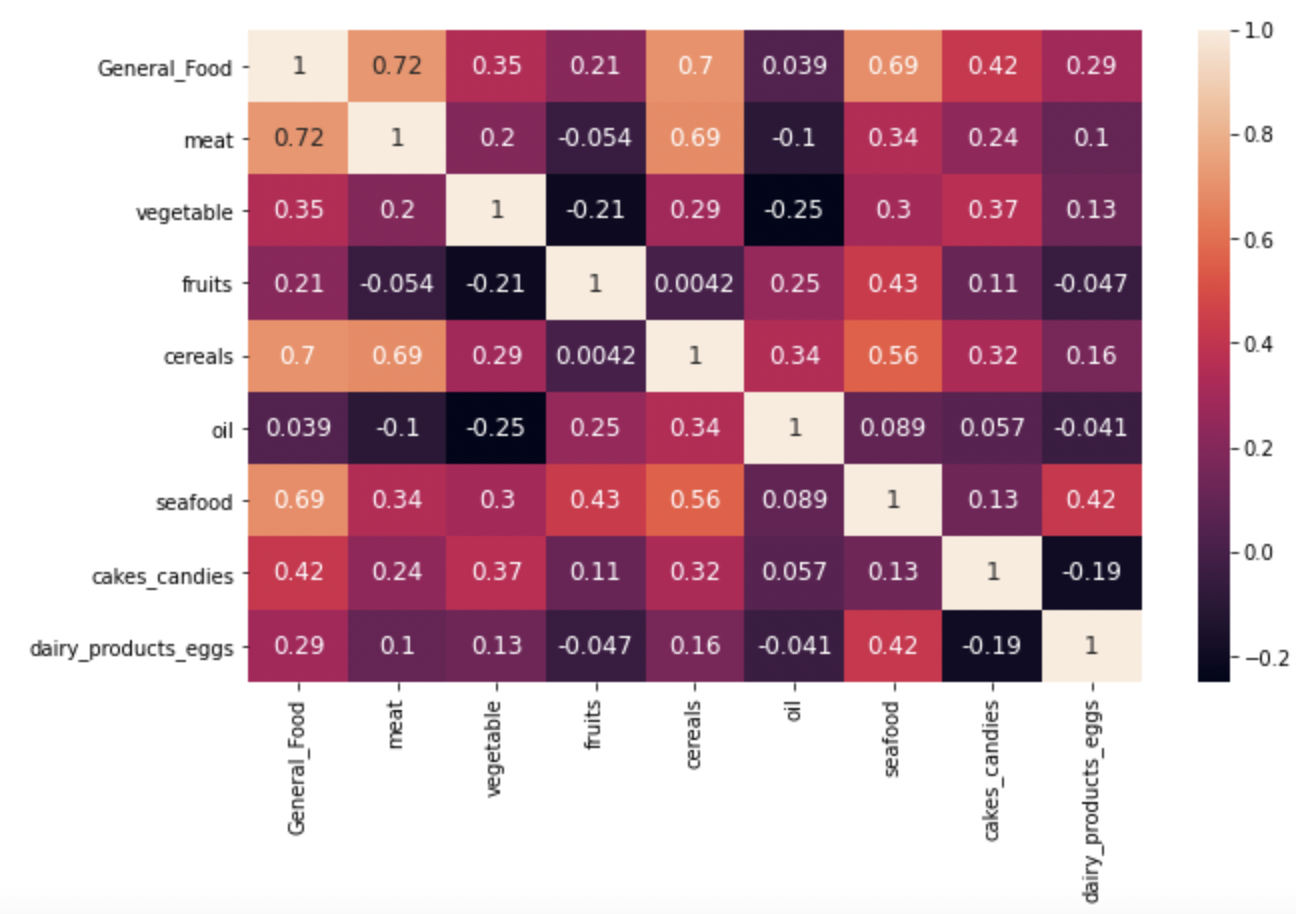 General_Food 1 0.72 0.35 0.21 0.7 0.039 0.69 0.42 0.29
meat 0.72 1 0.2 -0.054 0.69 -0.1 0.34 0.24 0.1
vegetable 0.35 0.2 1 -0.21 0.29 -0.25 0.3 0.37 0.13
fruits 0.21 -0.054 -0.21 1 0.0042 0.25 0.43 0.11 -0.047
cereals 0.7 0.69 0.29 0.0042 1 0.34 0.56 0.32 0.16
oil 0.039 -0.1 -0.25 0.25 0.34 1 0.089 0.057 -0.041
seafood 0.69 0.34 0.3 0.43 0.56 0.089 1 0.13 0.42
cakes_candies 0.42 0.24 0.37 0.11 0.32 0.057 0.13 1 -0.19
dairy_products_eggs 0.29 0.1 0.13 -0.047 0.16 -0.041 0.42 -0.19 1
General_Food
meat
vegetable
fruits
cereals
oil
seafood
cakes_candies
dairy_products_eggs
1.0
0.8
0.6
0.4
0.2
0.0
−0.2